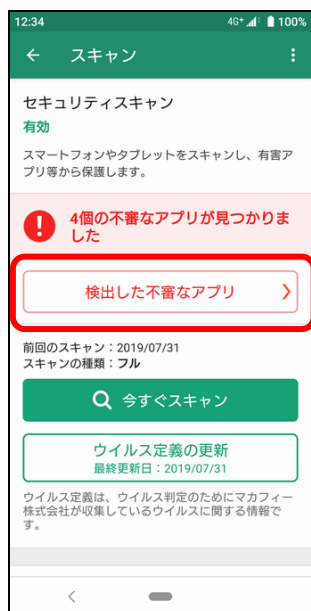 12:34 4G+ 100%
スキャン
セキュリティスキャン
有効
スマートフォンやタブレットをスキャンし、有害ア
プリ等から保護します。
4個の不審なアプリが見つかりま
した
検出した不審なアプリ
前回のスキャン：2019/07/31
スキャンの種類：フル
今すぐスキャン
ウイルス定義の更新
最終更新日：2019/07/31
ウイルス定義は、ウイルス判定のためにマカフィー
株式会社が収集しているウイルスに関する情報で
す。